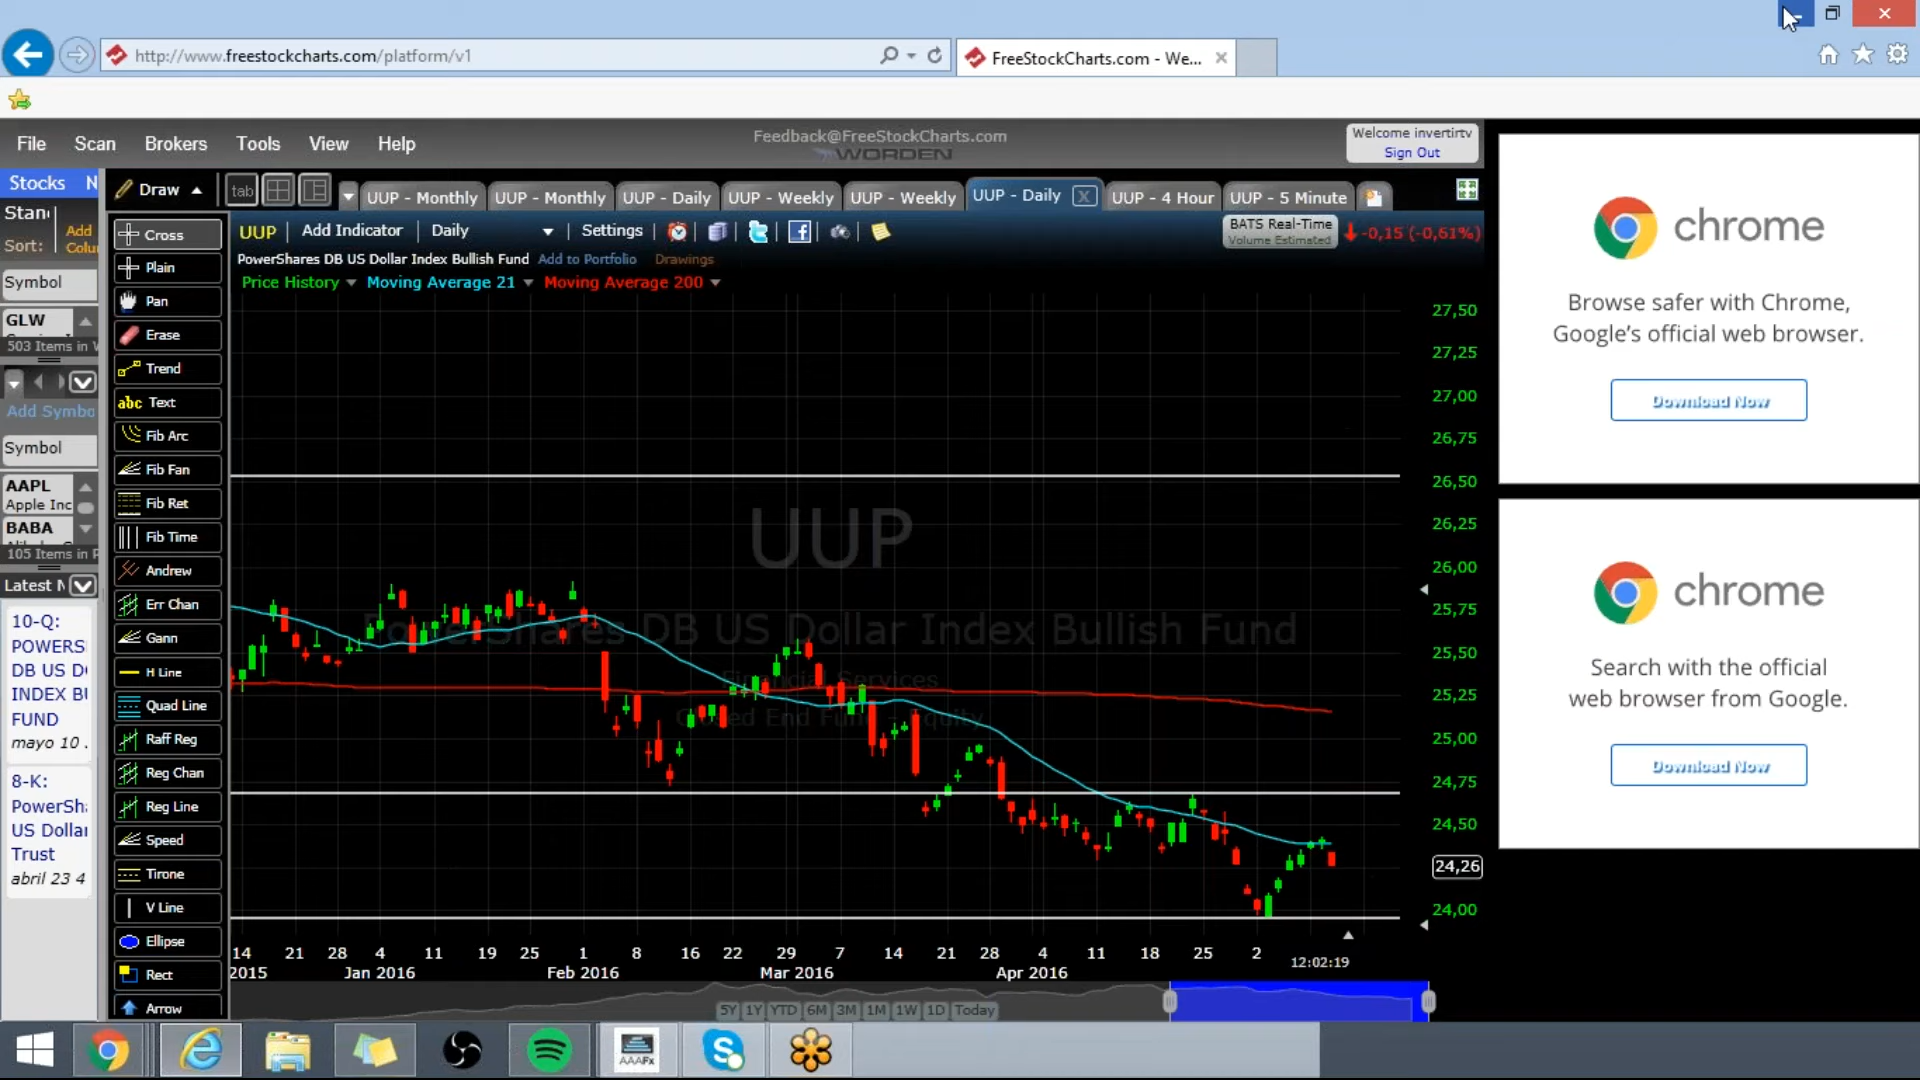 http://www.freestockcharts.com/platform/v1
FreeStockCharts.com - We...
File Scan Brokers Tools View Help
Feedback@FreeStockCharts.com
WORDEN
Welcome invertirtv
Sign Out
Stocks N
Sort:
Add
Symbol
GLW
503 Items in
Add Symbo
Symbol
AAPL
Apple Inc
BABA
105 Items in
Latest N
10-Q:
POWERS
DB US D
INDEX B
FUND
mayo 10
8-K:
PowerSh
US Dollar
Trust
abril 23 4
Draw
Cross
Plain
Pan
Erase
Trend
abc Text
Fib Arc
Fib Fan
Fib Ret
Fib Time
Andrew
Err Chan
Gann
H Line
Quad Line
Raff Reg
Reg Chan
Reg Line
Speed
Tirone
V Line
Ellipse
Rect
Arrow
tab
UUP - Monthly
UUP - Monthly
UUP - Daily
UUP - Weekly
UUP - Weekly
UUP - Daily X
UUP - 4 Hour
UUP - 5 Minute
UUP Add Indicator Daily Settings
BATS Real-Time
Volume Estimated
-0,15 (-0,61%)
PowerShares DB US Dollar Index Bullish Fund Add to Portfolio Drawings
Price History Moving Average 21 Moving Average 200
UUP
PowerShares DB US Dollar Index Bullish Fund
Financial Services
Closed End Fund - Equity
27,50
27,25
27,00
26,75
26,50
26,25
26,00
25,75
25,50
25,25
25,00
24,75
24,50
24,26
24,00
14 21 28 4 11 19 25 1 8 16 22 29 7 14 21 28 4 11 18 25 2
2015 Jan 2016 Feb 2016 Mar 2016 Apr 2016 12:02:19
5Y 1Y YTD 6M 3M 1M 1W 1D Today
chrome
Browse safer with Chrome,
Google's official web browser.
Download Now
chrome
Search with the official
web browser from Google.
Download Now
AAAFx